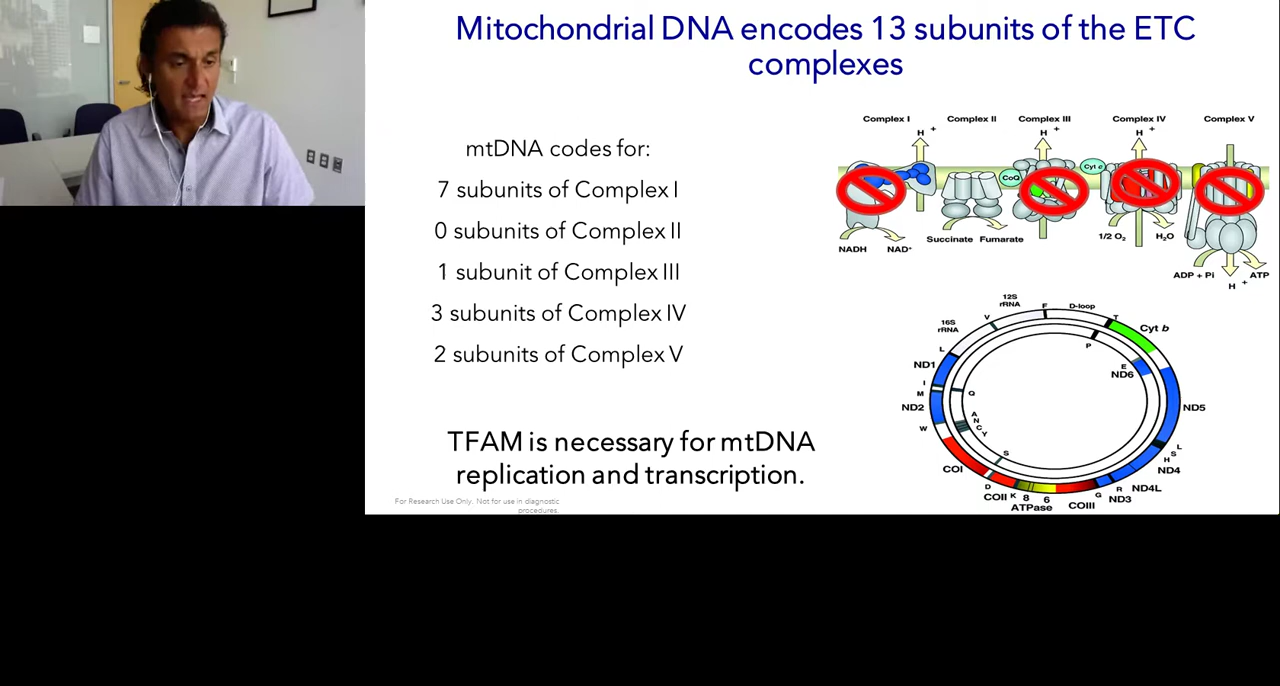 Mitochondrial DNA encodes 13 subunits of the ETC
complexes
mtDNA codes for:
7 subunits of Complex I
0 subunits of Complex II
1 subunit of Complex III
3 subunits of Complex IV
2 subunits of Complex V
TFAM is necessary for mtDNA
replication and transcription.
For Research Use Only. Not for use in diagnostic
procedures.
Complex I
Complex II
Complex III
Complex IV
Complex V
H +
H +
H +
CoQ
Cyt c
NADH
NAD+
Succinate
Fumarate
1/2 O2
H2O
ADP + Pi
ATP
H +
12S
rRNA
F
D-loop
T
Cyt b
16S
rRNA
V
P
L
E
ND6
ND1
I
M
Q
ND2
ND5
W
A
N
C
Y
S
L
S
H
COI
ND4
D
COII
K
8
6
ATPase
COIII
G
ND3
R
ND4L